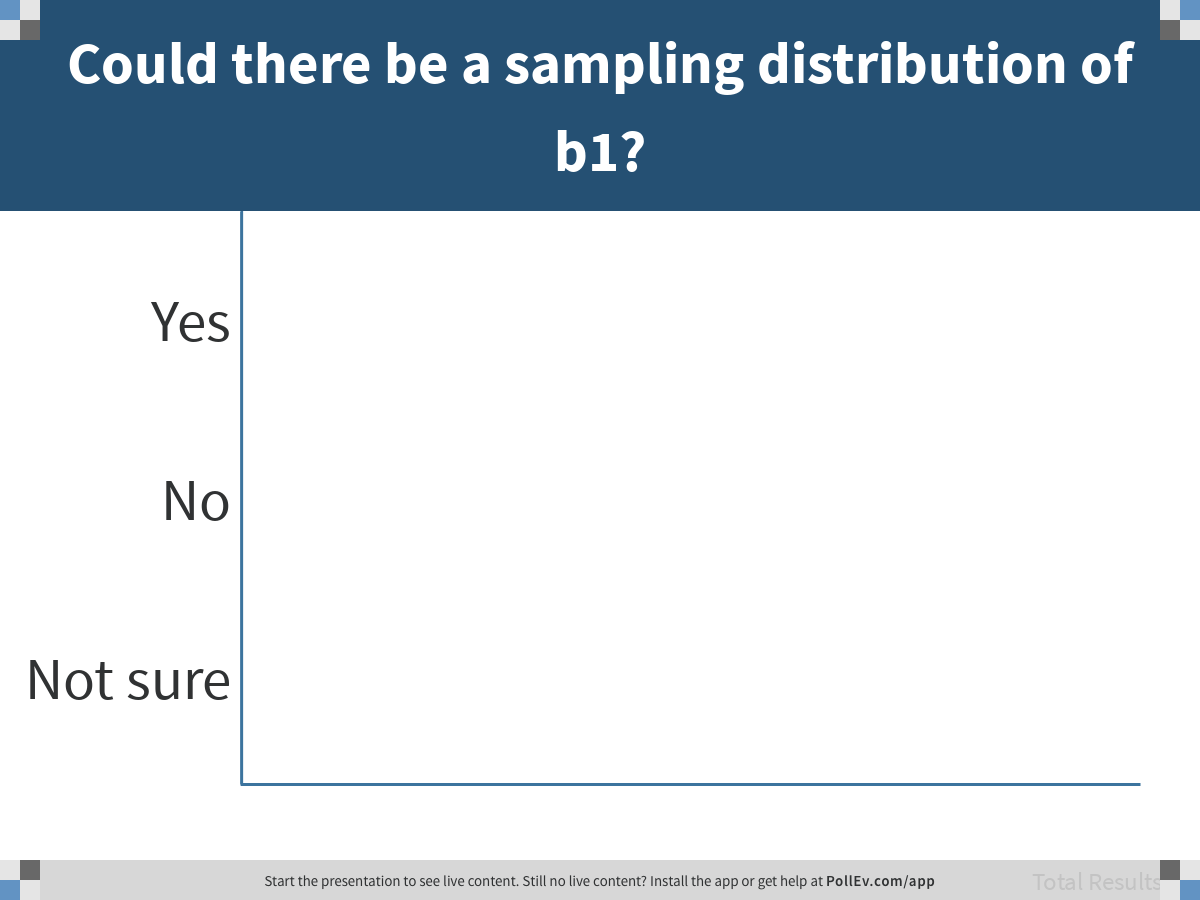 Could there be a sampling distribution of
b1?
Yes
No
Not sure
Start the presentation to see live content. Still no live content? Install the app or get help at PollEv.com/app
Total Results